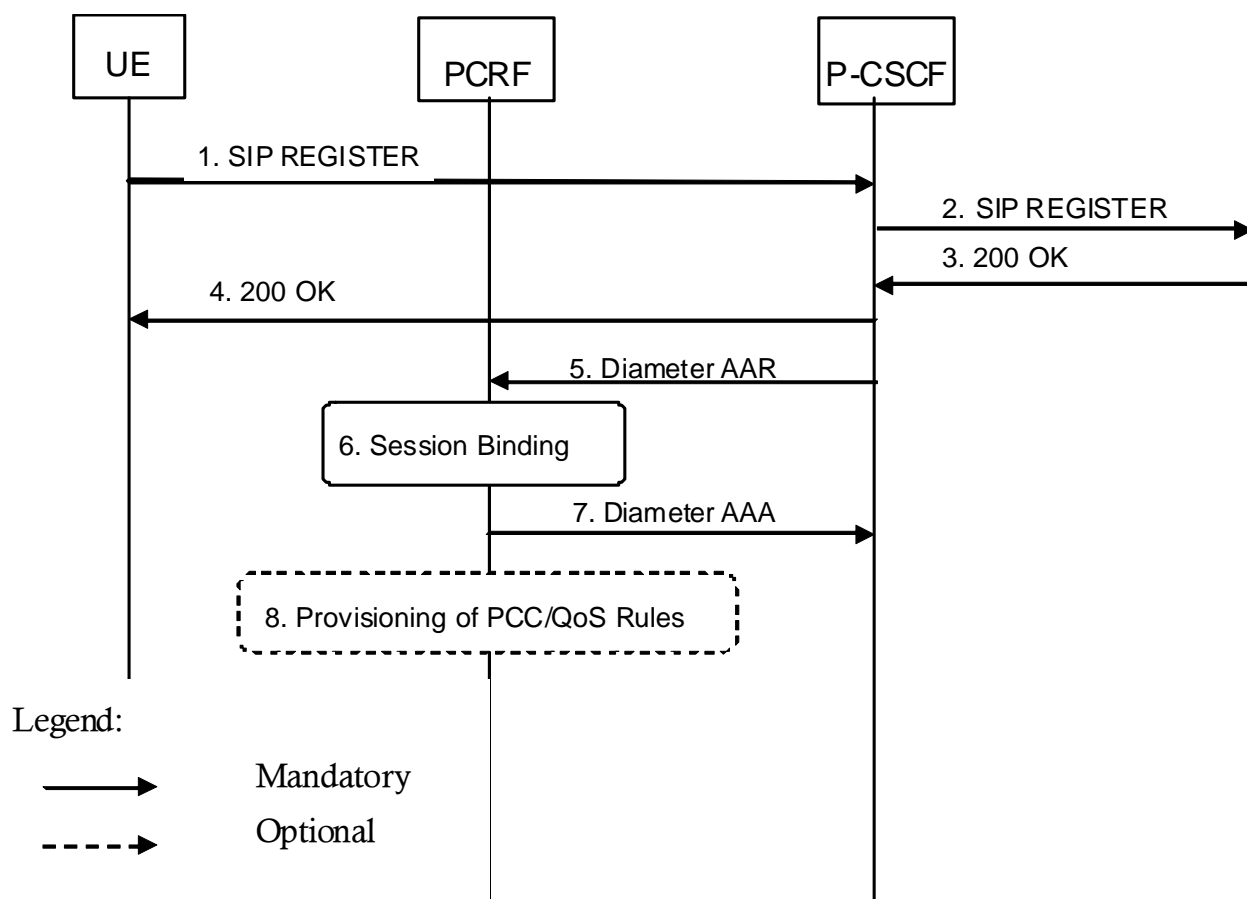 UE
PCRF
P-CSCF
1. SIP REGISTER
2. SIP REGISTER
3. 200 OK
4. 200 OK
5. Diameter AAR
6. Session Binding
7. Diameter AAA
8. Provisioning of PCC/QoS Rules
Legend:
Mandatory
Optional